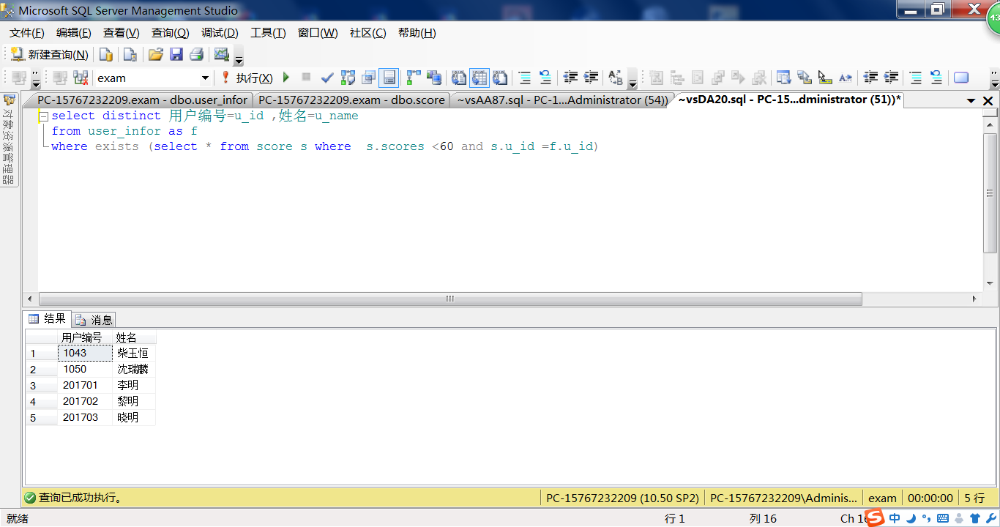 Microsoft SQL Server Management Studio
43
文件(F) 编辑(E) 查看(V) 查询(Q) 调试(D) 工具(T) 窗口(W) 社区(C) 帮助(H)
新建查询(N)
exam 执行(X)
PC-15767232209.exam - dbo.user_infor PC-15767232209.exam - dbo.score ~vsAA87.sql - PC-1...Administrator (54)) ~vsDA20.sql - PC-15...dministrator (51))*
对象资源管理器
select distinct 用户编号=u_id ,姓名=u_name
from user_infor as f
where exists (select * from score s where  s.scores <60 and s.u_id =f.u_id)
结果 消息
用户编号 姓名
1 1043 柴玉恒
2 1050 沈瑞麟
3 201701 李明
4 201702 黎明
5 201703 晓明
查询已成功执行。 PC-15767232209 (10.50 SP2) PC-15767232209\Adminis... exam 00:00:00 5 行
就绪 行 1 列 16 Ch 16 S 中